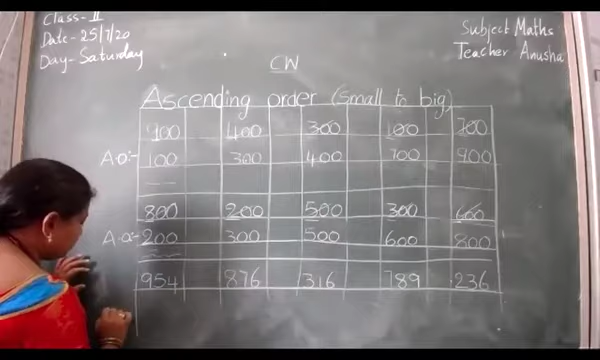 Class-II
Date-25/7/20
Day-Saturday
Subject Maths
Teacher Anusha
CW
Ascending order (Small to big)
900 400 300 100 700
A.O:- 100 300 400 700 900
800 200 500 300 600
A.O:- 200 300 500 600 800
954 876 316 789 236